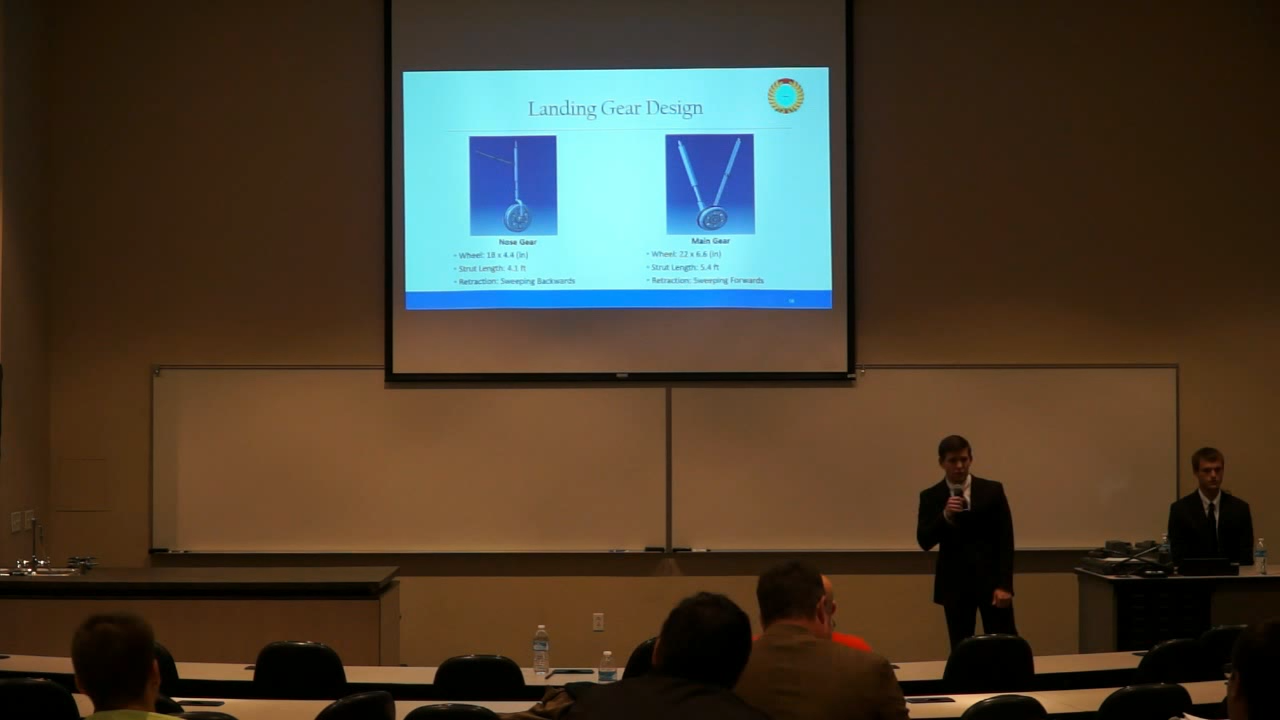 Landing Gear Design
Nose Gear
• Wheel: 18 x 4.4 (in)
• Strut Length: 4.1 ft
• Retraction: Sweeping Backwards
Main Gear
• Wheel: 22 x 6.6 (in)
• Strut Length: 5.4 ft
• Retraction: Sweeping Forwards